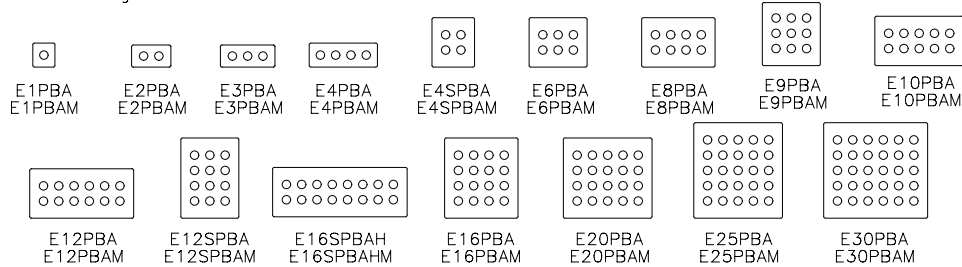 E1PBA
E1PBAM
E2PBA
E2PBAM
E3PBA
E3PBAM
E4PBA
E4PBAM
E4SPBA
E4SPBAM
E6PBA
E6PBAM
E8PBA
E8PBAM
E9PBA
E9PBAM
E10PBA
E10PBAM
E12PBA
E12PBAM
E12SPBA
E12SPBAM
E16SPBAH
E16SPBAHM
E16PBA
E16PBAM
E20PBA
E20PBAM
E25PBA
E25PBAM
E30PBA
E30PBAM